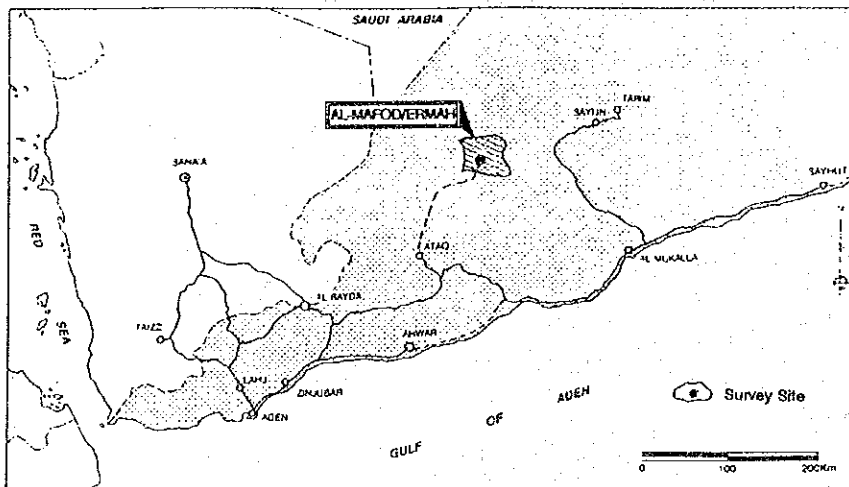 SAUDI ARABIA
AL-MAFOD/ERMAH
TARIM
SAYUN
SANA'A
SAYHUT
RED
SEA
ATAQ
AL MUKALLA
AL BAYDA
TAIZZ
AHWAR
LAHJ
ZINJIBAR
ADEN
GULF OF ADEN
Survey Site
0 100 200Km